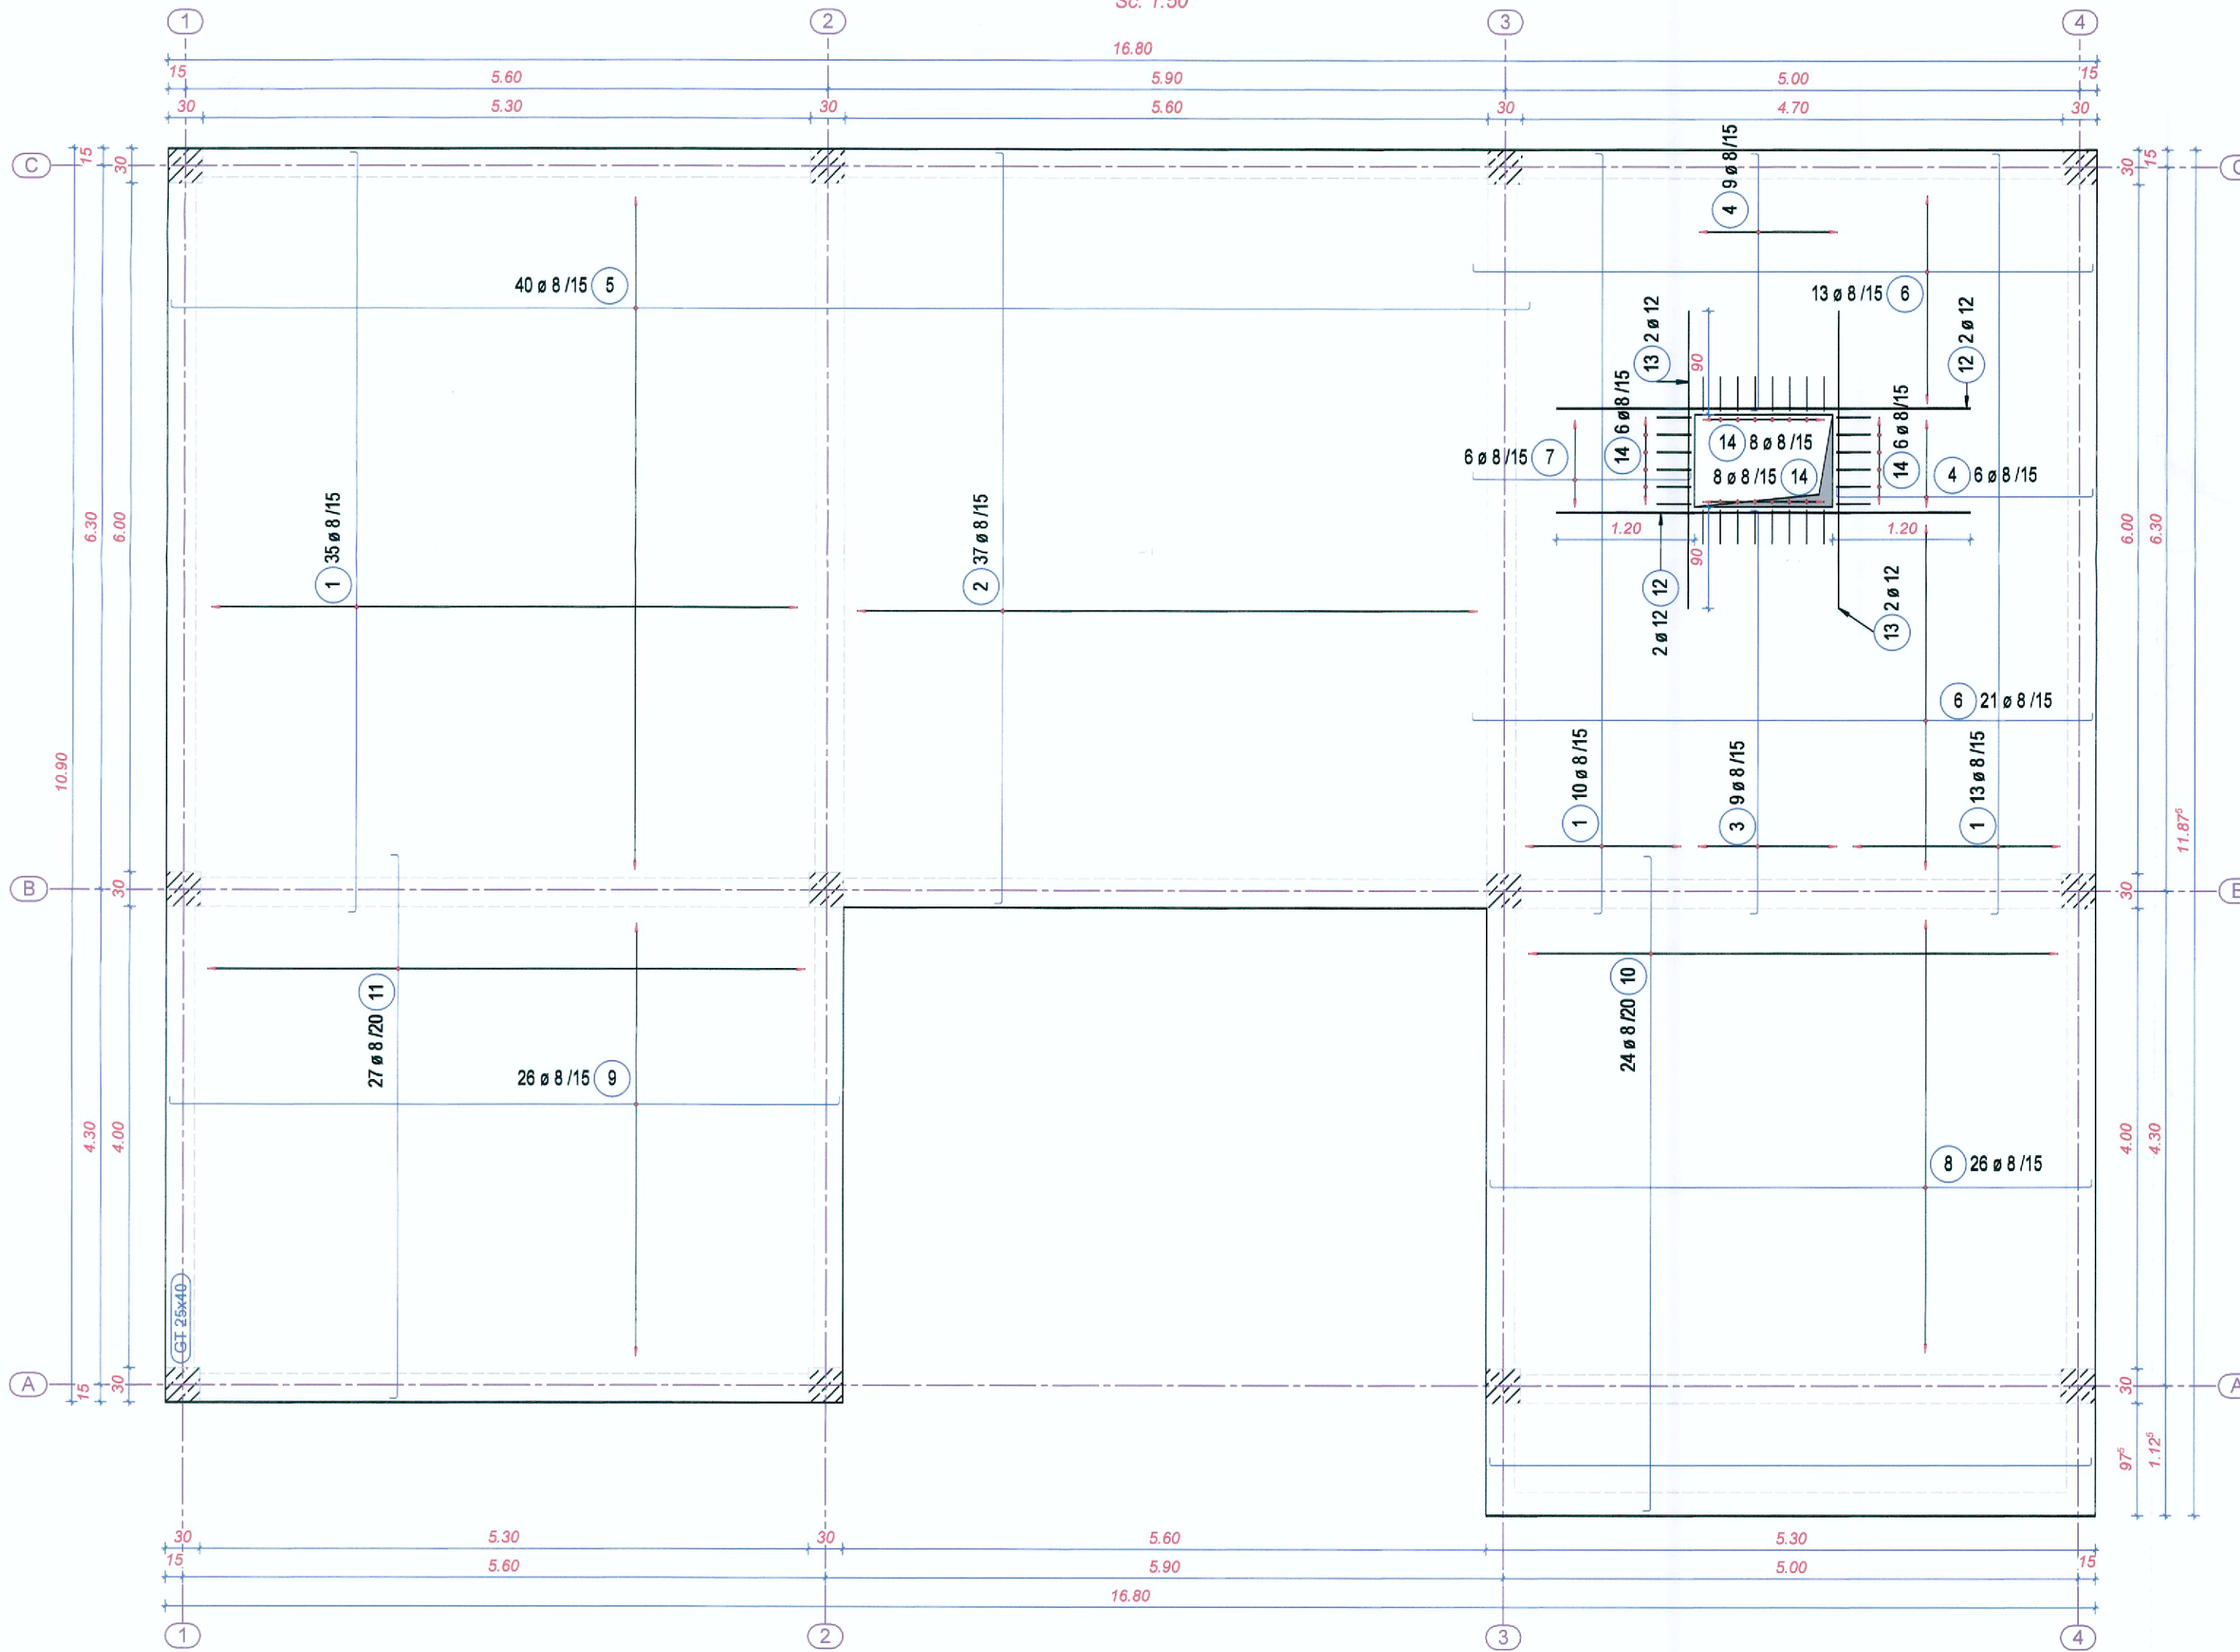 Sc. 1:50
1 2 3 4
16.80
15 5.60 5.90 5.00 15
30 5.30 30 5.60 30 4.70 30
C 15 30
30 15 C
4 9 ø 8 /15
40 ø 8 /15 5
13 ø 8 /15 6
13 2 ø 12
12 2 ø 12
90
14 6 ø 8 /15
14 6 ø 8 /15
14 8 ø 8 /15
8 ø 8 /15 14
6 ø 8 /15 7
4 6 ø 8 /15
1.20 1.20
90
1 35 ø 8 /15
2 37 ø 8 /15
2 ø 12 12
13 2 ø 12
6.30 6.00
6.00 6.30
6 21 ø 8 /15
10.90
1 10 ø 8 /15
3 9 ø 8 /15
1 13 ø 8 /15
11.87⁵
B 30
30 B
27 ø 8 /20 11
24 ø 8 /20 10
26 ø 8 /15 9
4.30 4.00
4.00 4.30
8 26 ø 8 /15
GT 25x40
A 15 30
30 A
97⁵ 1.12⁵
30 5.30 30 5.60 5.30
15 5.60 5.90 5.00 15
16.80
1 2 3 4